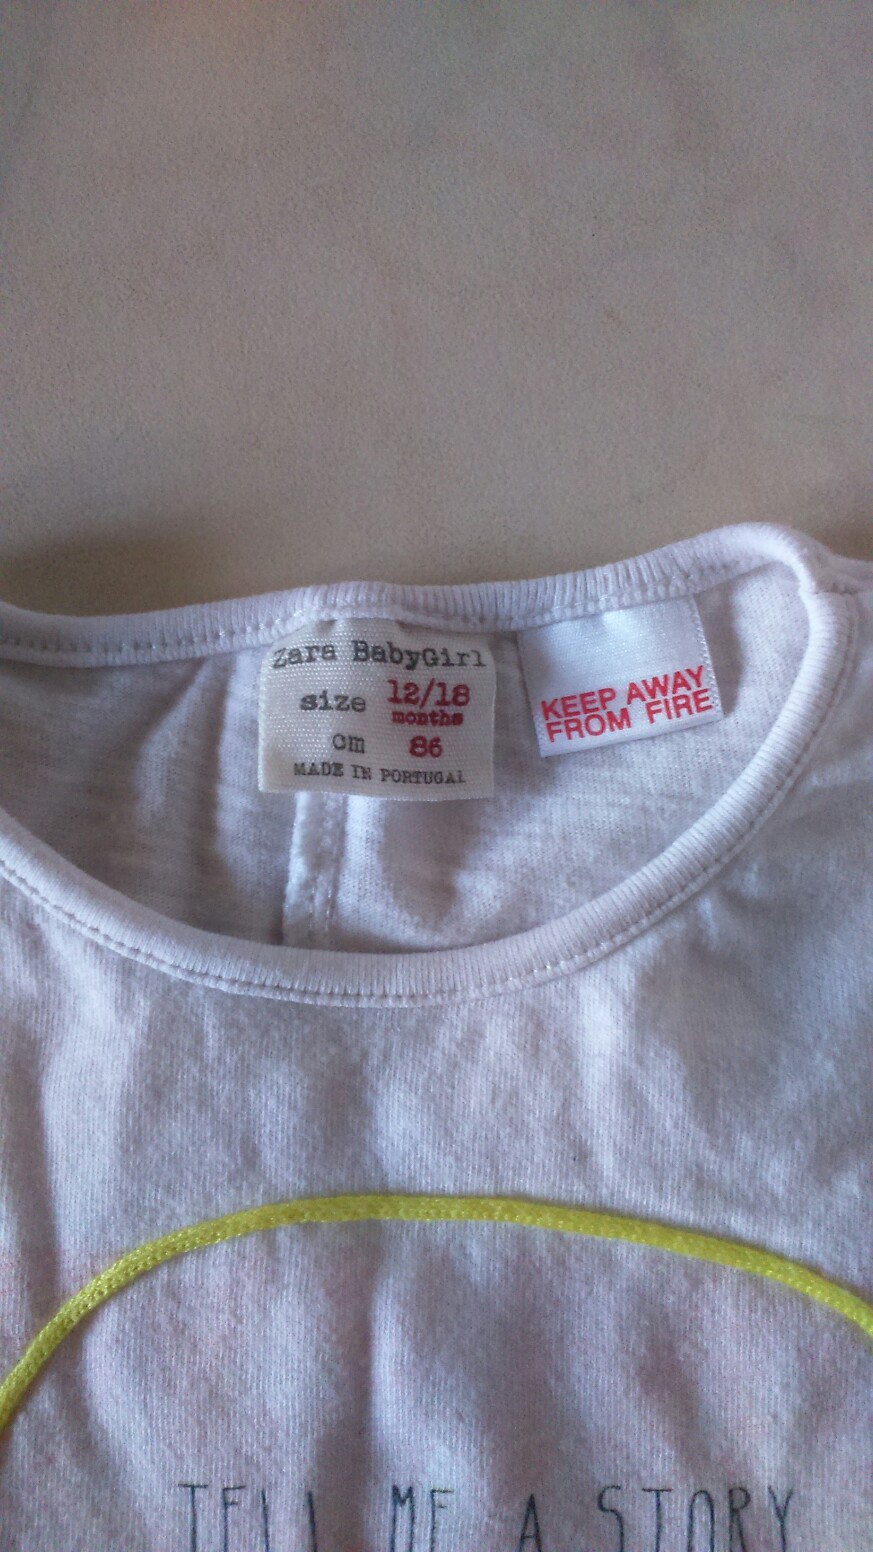 Zara BabyGirl
size 12/18
months
cm 86
MADE IN PORTUGAL
KEEP AWAY
FROM FIRE
TELL ME A STORY